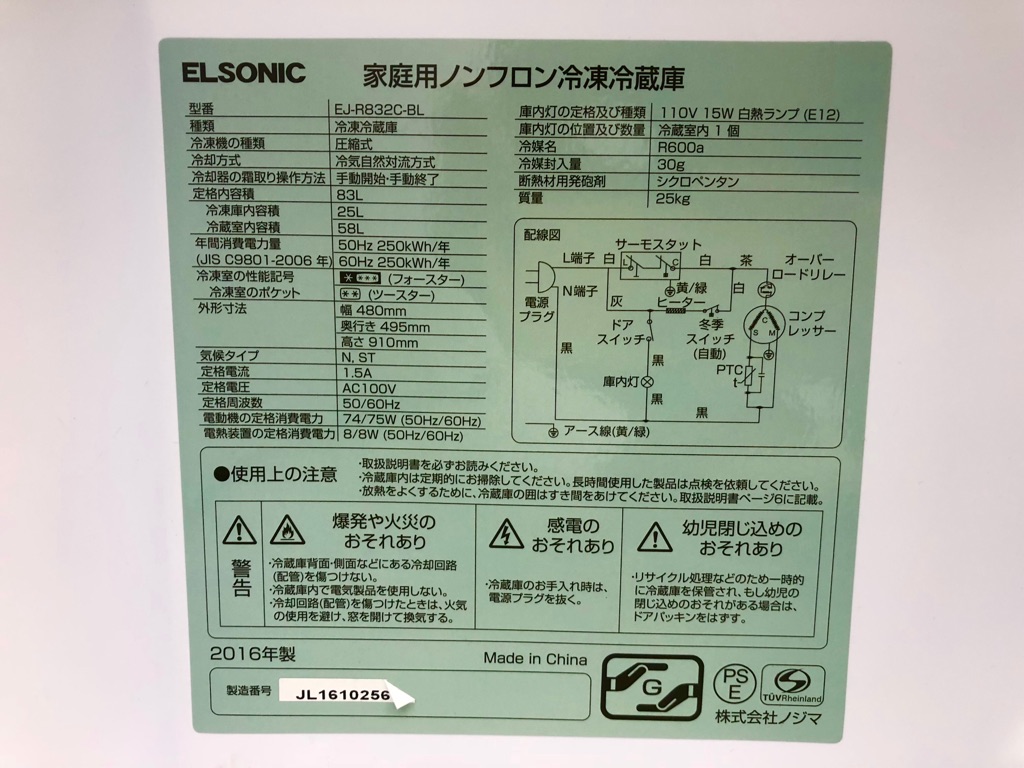 ELSONIC 家庭用ノンフロン冷凍冷蔵庫
型番 EJ-R832C-BL
種類 冷凍冷蔵庫
冷凍機の種類 圧縮式
冷却方式 冷気自然対流方式
冷却器の霜取り操作方法 手動開始・手動終了
定格内容積 83L
冷凍庫内容積 25L
冷蔵室内容積 58L
年間消費電力量 50Hz 250kWh/年
(JIS C9801-2006 年) 60Hz 250kWh/年
冷凍室の性能記号 (フォースター)
冷凍室のポケット (ツースター)
外形寸法 幅 480mm
奥行き 495mm
高さ 910mm
気候タイプ N, ST
定格電流 1.5A
定格電圧 AC100V
定格周波数 50/60Hz
電動機の定格消費電力 74/75W (50Hz/60Hz)
電熱装置の定格消費電力 8/8W (50Hz/60Hz)
庫内灯の定格及び種類 110V 15W 白熱ランプ (E12)
庫内灯の位置及び数量 冷蔵室内 1 個
冷媒名 R600a
冷媒封入量 30g
断熱材用発砲剤 シクロペンタン
質量 25kg
配線図
サーモスタット
L端子 白 L C 白 茶 オーバー
ロードリレー
N端子 黄/緑 白
電源
プラグ
灰 ヒーター
ドア
スイッチ
冬季
スイッチ
(自動)
C
S M
コンプ
レッサー
黒 黒
PTC
t
庫内灯
黒 黒
アース線(黄/緑)
●使用上の注意
・取扱説明書を必ずお読みください。
・冷蔵庫内は定期的にお掃除してください。長時間使用した製品は点検を依頼してください。
・放熱をよくするために、冷蔵庫の囲はすき間をあけてください。取扱説明書ページ6に記載。
警告
爆発や火災の
おそれあり
・冷蔵庫背面・側面などにある冷却回路
(配管)を傷つけない。
・冷蔵庫内で電気製品を使用しない。
・冷却回路(配管)を傷つけたときは、火気
の使用を避け、窓を開けて換気する。
感電の
おそれあり
・冷蔵庫のお手入れ時は、
電源プラグを抜く。
幼児閉じ込めの
おそれあり
・リサイクル処理などのため一時的
に冷蔵庫を保管され、もし幼児の
閉じ込めのおそれがある場合は、
ドアパッキンをはずす。
2016年製 Made in China
製造番号 JL1610256
G
PS
E
TÜVRheinland
株式会社ノジマ